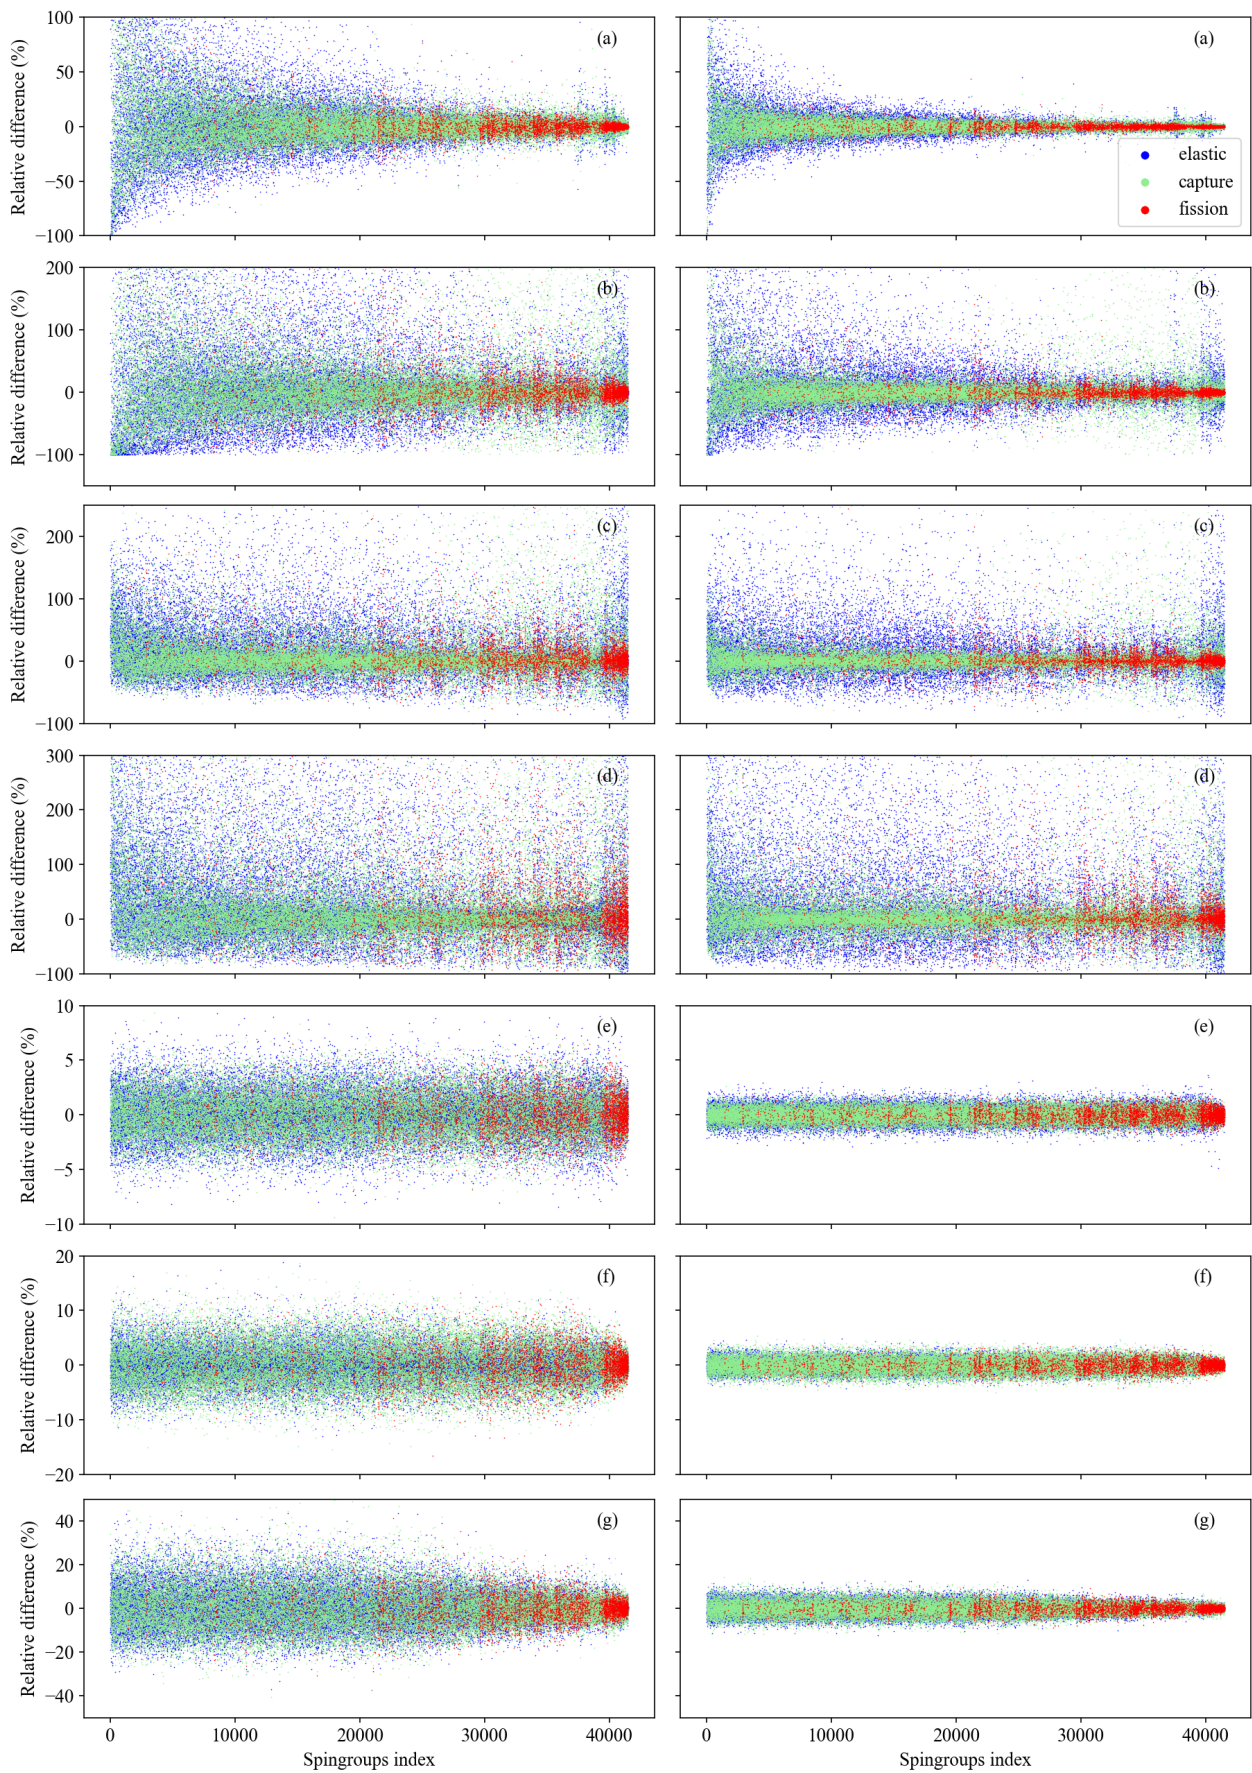 100
50
0
−50
−100
Relative difference (%)
(a)
(a)
elastic
capture
fission
200
100
0
−100
Relative difference (%)
(b)
(b)
200
100
0
−100
Relative difference (%)
(c)
(c)
300
200
100
0
−100
Relative difference (%)
(d)
(d)
10
5
0
−5
−10
Relative difference (%)
(e)
(e)
20
10
0
−10
−20
Relative difference (%)
(f)
(f)
40
20
0
−20
−40
Relative difference (%)
(g)
(g)
0 10000 20000 30000 40000
0 10000 20000 30000 40000
Spingroups index
Spingroups index